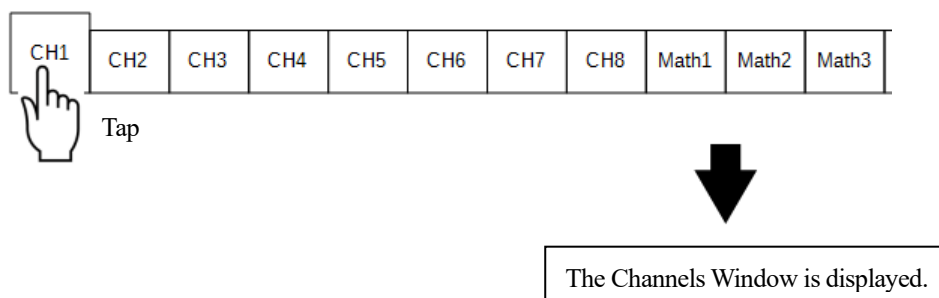 CH1 CH2 CH3 CH4 CH5 CH6 CH7 CH8 Math1 Math2 Math3
Tap
The Channels Window is displayed.